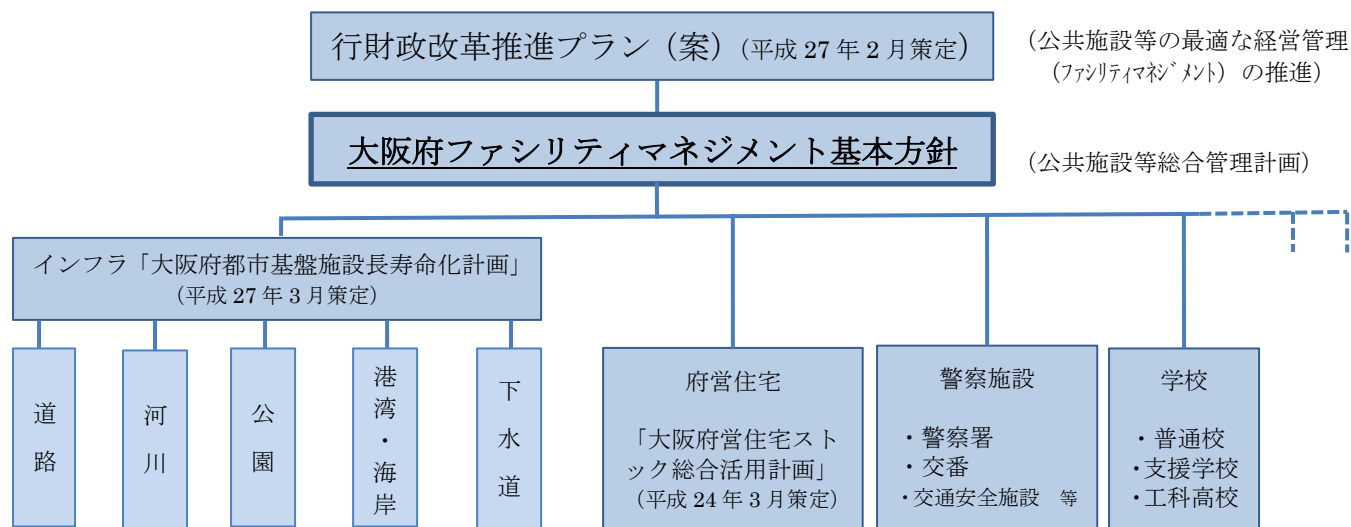 行財政改革推進プラン（案）(平成 27 年 2 月策定）
(公共施設等の最適な経営管理
(ﾌｧｼﾘﾃｨﾏﾈｼﾞﾒﾝﾄ）の推進）
大阪府ファシリティマネジメント基本方針
(公共施設等総合管理計画）
インフラ「大阪府都市基盤施設長寿命化計画」
（平成 27 年 3 月策定）
道路
河川
公園
港湾・海岸
下水道
府営住宅
「大阪府営住宅スト
ック総合活用計画」
（平成 24 年 3 月策定）
警察施設
・警察署
・交番
・交通安全施設　等
学校
・普通校
・支援学校
・工科高校